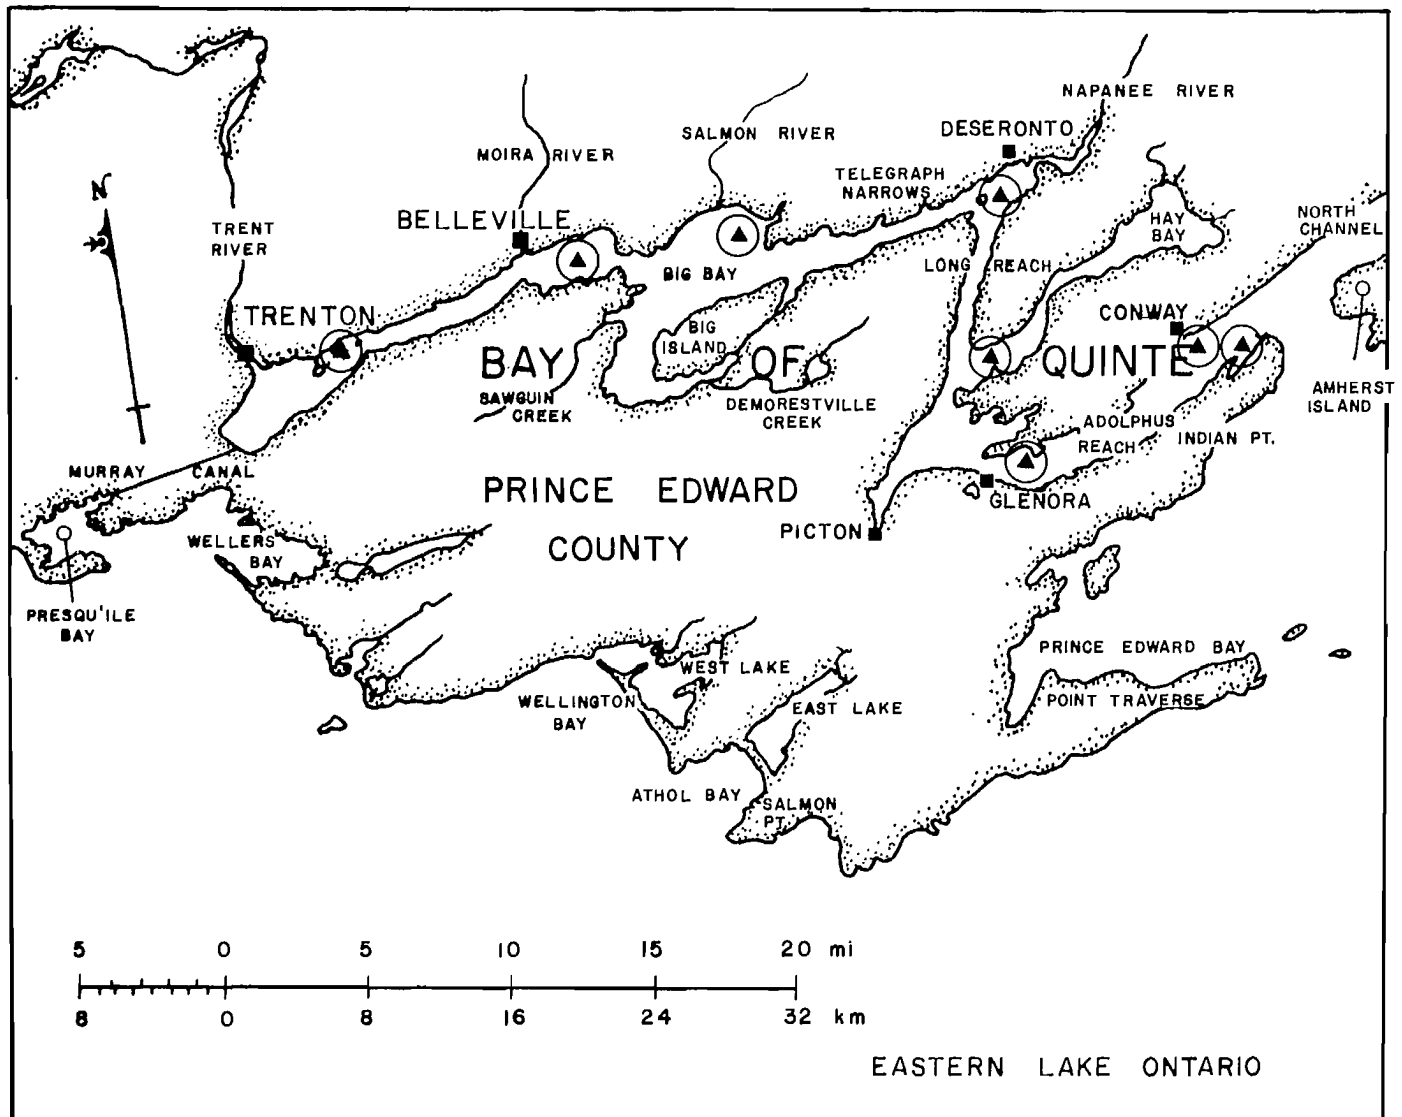 NAPANEE RIVER
DESERONTO
SALMON RIVER
MOIRA RIVER
TELEGRAPH
NARROWS
N
TRENT
RIVER
BELLEVILLE
HAY
BAY
NORTH
CHANNEL
BIG BAY
LONG REACH
TRENTON
CONWAY
BIG
ISLAND
BAY OF QUINTE
SAWGUIN
CREEK
DEMORESTVILLE
CREEK
AMHERST
ISLAND
ADOLPHUS
REACH
INDIAN PT.
MURRAY CANAL
PRINCE EDWARD
COUNTY
GLENORA
PICTON
WELLERS
BAY
PRESQU'ILE
BAY
PRINCE EDWARD BAY
WEST LAKE
WELLINGTON
BAY
EAST LAKE
POINT TRAVERSE
ATHOL BAY
SALMON
PT.
5 0 5 10 15 20 mi
8 0 8 16 24 32 km
EASTERN LAKE ONTARIO